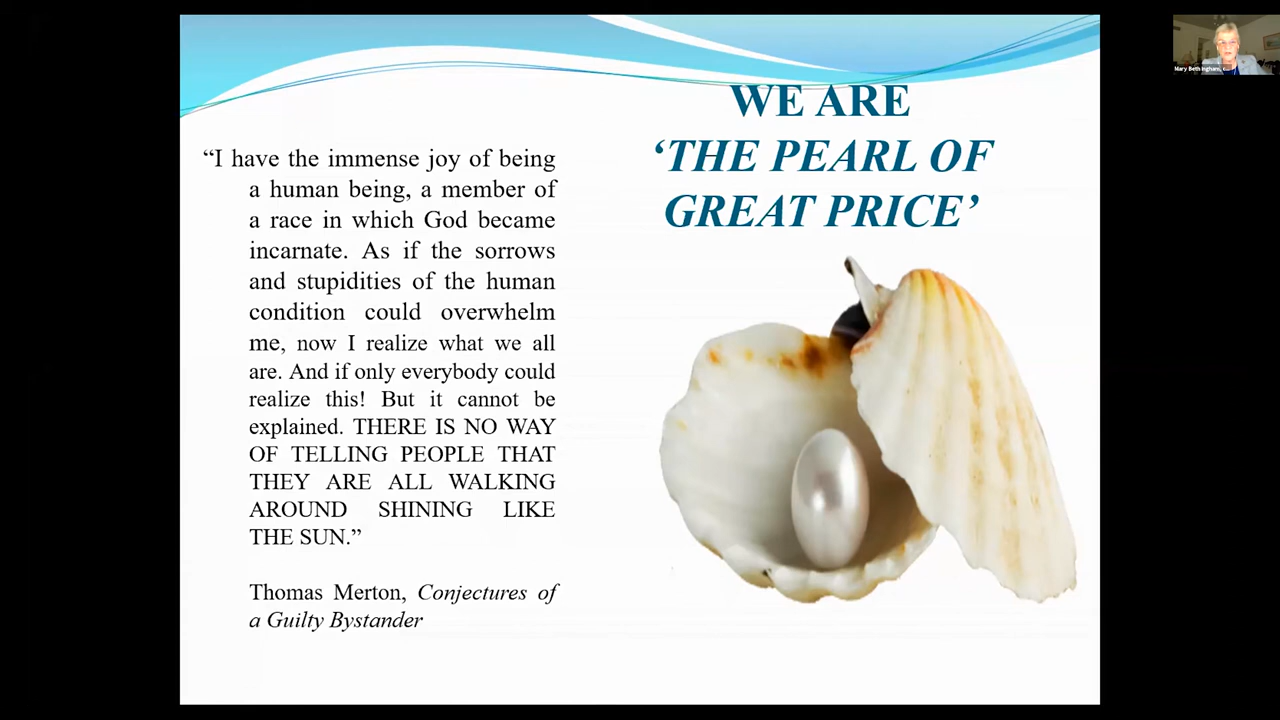 WE ARE
‘THE PEARL OF
GREAT PRICE’
“I have the immense joy of being
a human being, a member of
a race in which God became
incarnate. As if the sorrows
and stupidities of the human
condition could overwhelm
me, now I realize what we all
are. And if only everybody could
realize this! But it cannot be
explained. THERE IS NO WAY
OF TELLING PEOPLE THAT
THEY ARE ALL WALKING
AROUND SHINING LIKE
THE SUN.”
Thomas Merton, Conjectures of
a Guilty Bystander
Mary Beth Ingham,